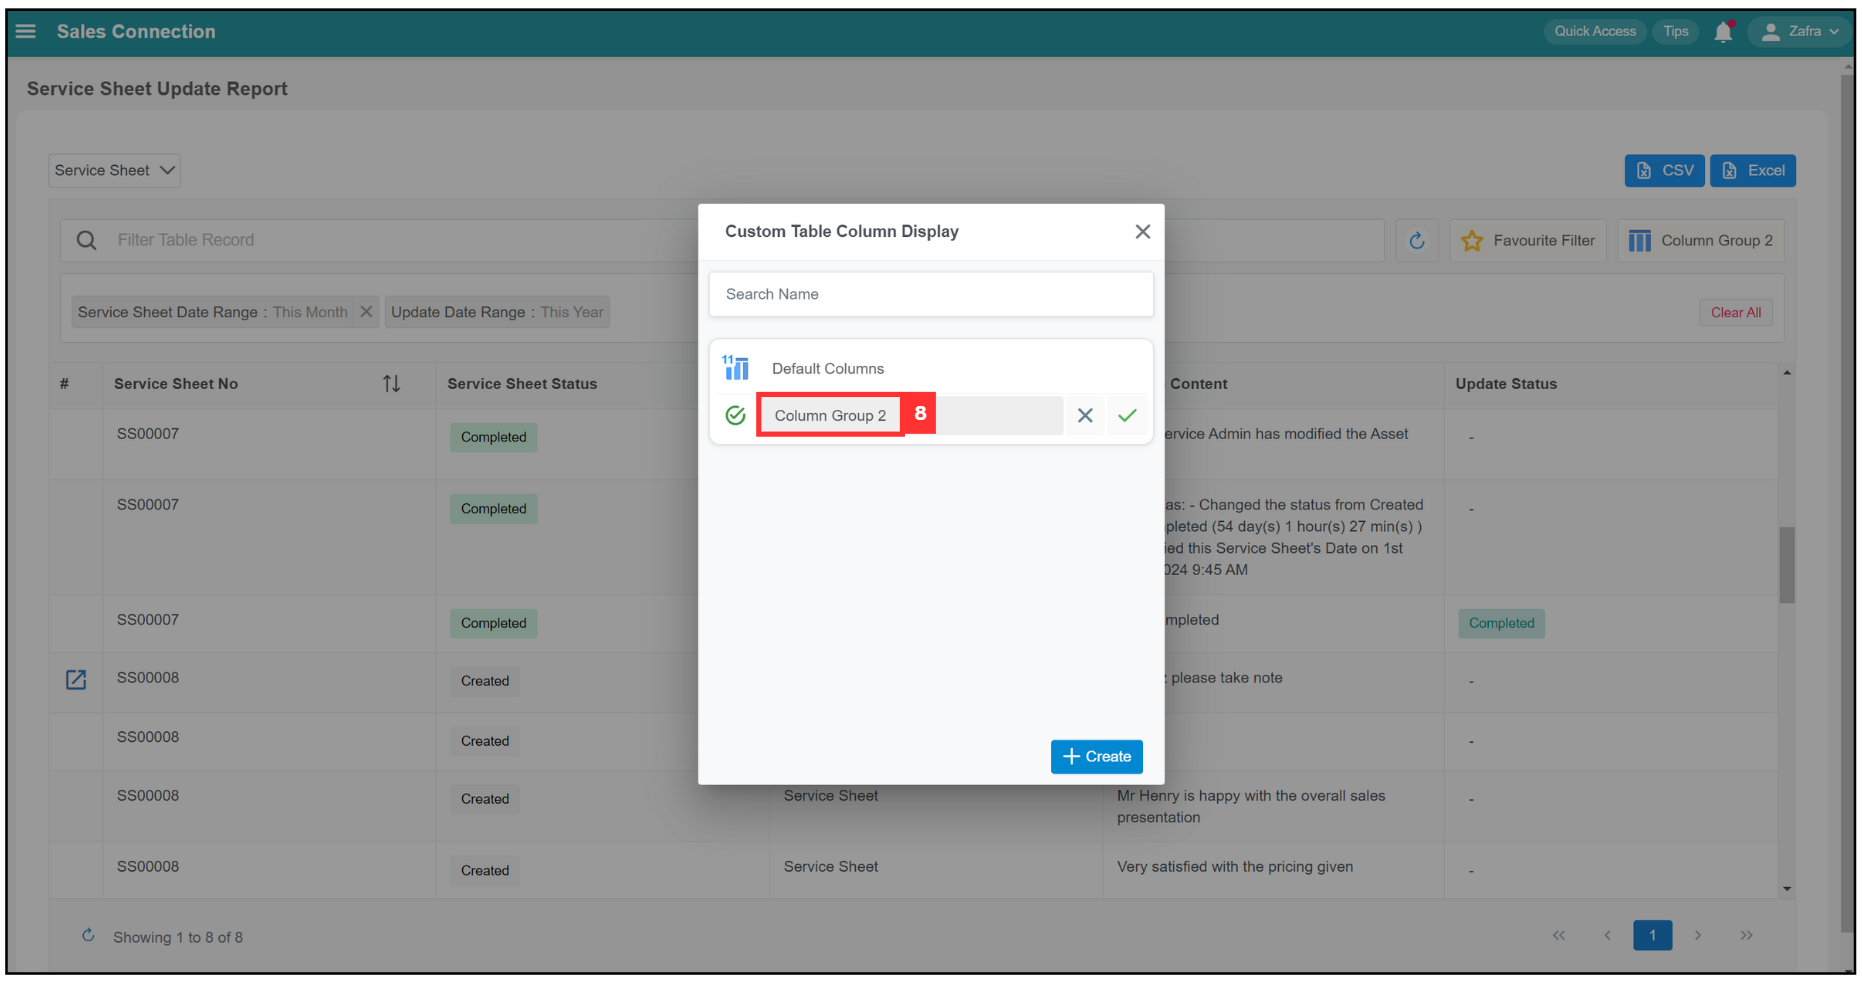 Sales Connection
Quick Access
Tips
Zafra
Service Sheet Update Report
Service Sheet
CSV
Excel
Filter Table Record
Favourite Filter
Column Group 2
Service Sheet Date Range : This Month
Update Date Range : This Year
Clear All
Custom Table Column Display
Search Name
11
Default Columns
Column Group 2
8
Create
#
Service Sheet No
Service Sheet Status
Content
Update Status
SS00007
Completed
ervice Admin has modified the Asset
-
SS00007
Completed
as: - Changed the status from Created
pleted (54 day(s) 1 hour(s) 27 min(s) )
ied this Service Sheet's Date on 1st
024 9:45 AM
-
SS00007
Completed
mpleted
Completed
SS00008
Created
: please take note
-
SS00008
Created
-
SS00008
Created
Service Sheet
Mr Henry is happy with the overall sales
presentation
-
SS00008
Created
Service Sheet
Very satisfied with the pricing given
-
Showing 1 to 8 of 8
1